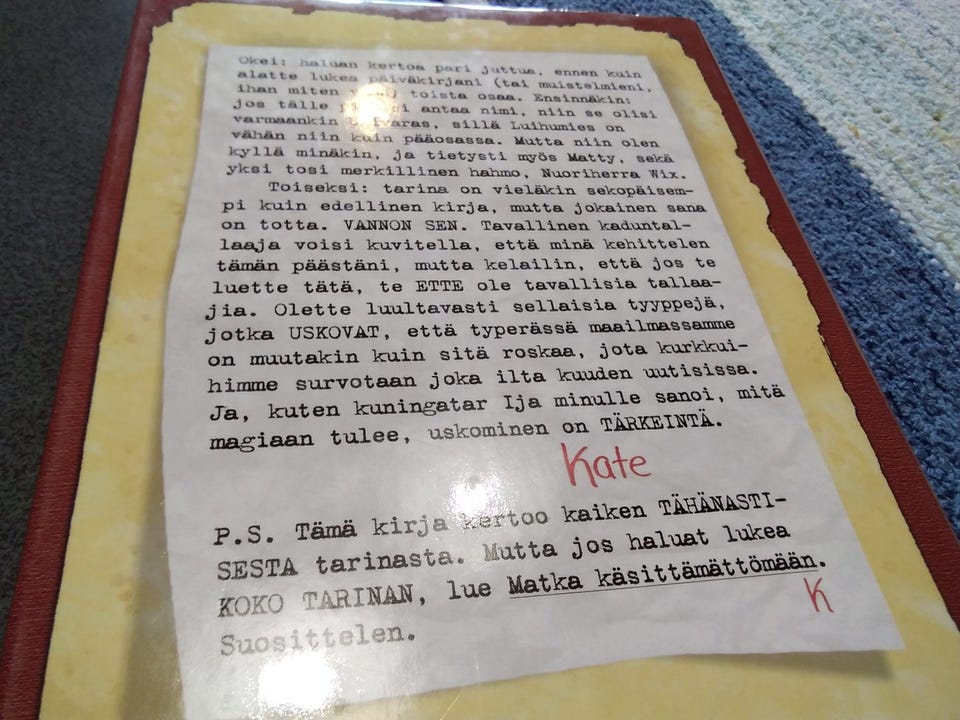 Okei: haluan kertoa pari juttua, ennen kuin
alatte lukea päiväkirjani (tai muistelmieni,
ihan miten toista osaa. Ensinnäkin:
jos tälle antaa nimi, niin se olisi
varmaankin sillä Luihumies on
vähän niin kuin pääosassa. Mutta niin olen
kyllä minäkin, ja tietysti myös Matty, sekä
yksi tosi merkillinen hahmo, Nuoriherra Wix.
Toiseksi: tarina on vieläkin sekopäisem-
pi kuin edellinen kirja, mutta jokainen sana
on totta. VANNON SEN. Tavallinen kaduntal-
laaja voisi kuvitella, että minä kehittelen
tämän päästäni, mutta kelailin, että jos te
luette tätä, te ETTE ole tavallisia tallaa-
jia. Olette luultavasti sellaisia tyyppejä,
jotka USKOVAT, että typerässä maailmassamme
on muutakin kuin sitä roskaa, jota kurkkui-
himme survotaan joka ilta kuuden uutisissa.
Ja, kuten kuningatar Ija minulle sanoi, mitä
magiaan tulee, uskominen on TÄRKEINTÄ.
Kate
P.S. Tämä kirja kertoo kaiken TÄHÄNASTI-
SESTA tarinasta. Mutta jos haluat lukea
KOKO TARINAN, lue Matka käsittämättömään.
Suosittelen.
K